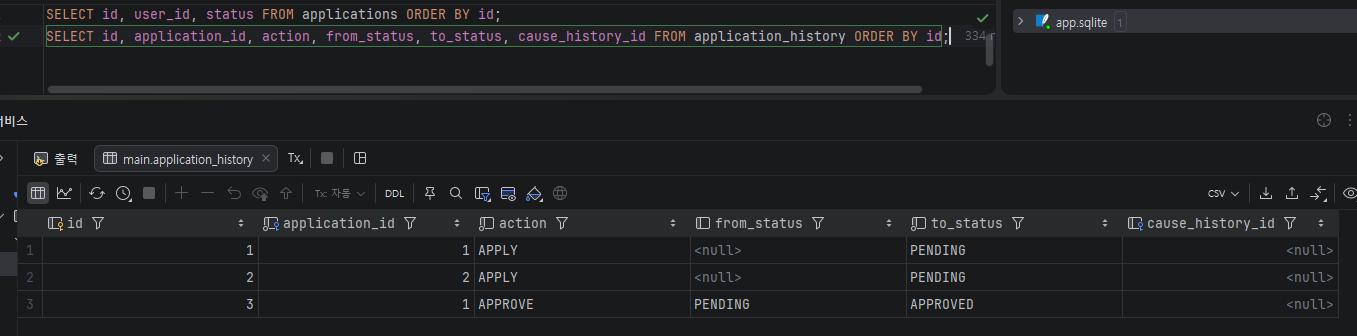 SELECT id, user_id, status FROM applications ORDER BY id;
SELECT id, application_id, action, from_status, to_status, cause_history_id FROM application_history ORDER BY id; 334
app.sqlite 1
비스
출력 main.application_history Tx
Tx: 자동 DDL CSV
id application_id action from_status to_status cause_history_id
1 1 1 APPLY <null> PENDING <null>
2 2 2 APPLY <null> PENDING <null>
3 3 1 APPROVE PENDING APPROVED <null>